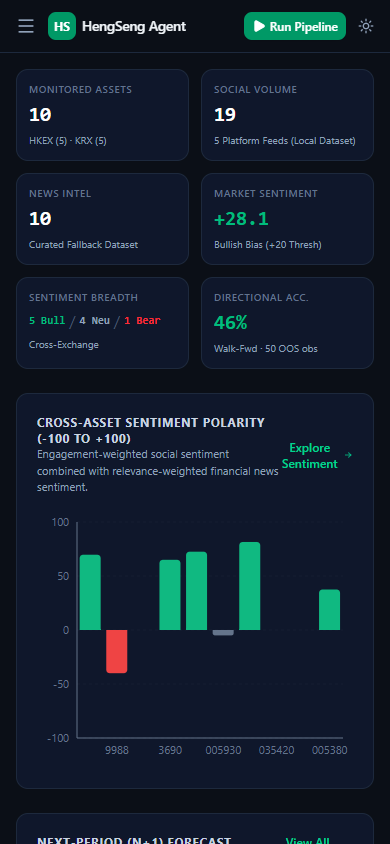 HS HengSeng Agent Run Pipeline
MONITORED ASSETS
10
HKEX (5) · KRX (5)
SOCIAL VOLUME
19
5 Platform Feeds (Local Dataset)
NEWS INTEL
10
Curated Fallback Dataset
MARKET SENTIMENT
+28.1
Bullish Bias (+20 Thresh)
SENTIMENT BREADTH
5 Bull / 4 Neu / 1 Bear
Cross-Exchange
DIRECTIONAL ACC.
46%
Walk-Fwd · 50 OOS obs
CROSS-ASSET SENTIMENT POLARITY
(-100 TO +100)
Engagement-weighted social sentiment
combined with relevance-weighted financial news
sentiment.
Explore
Sentiment →
100
50
0
-50
-100
9988 3690 005930 035420 005380
NEXT-PERIOD (N+1) FORECAST
View All